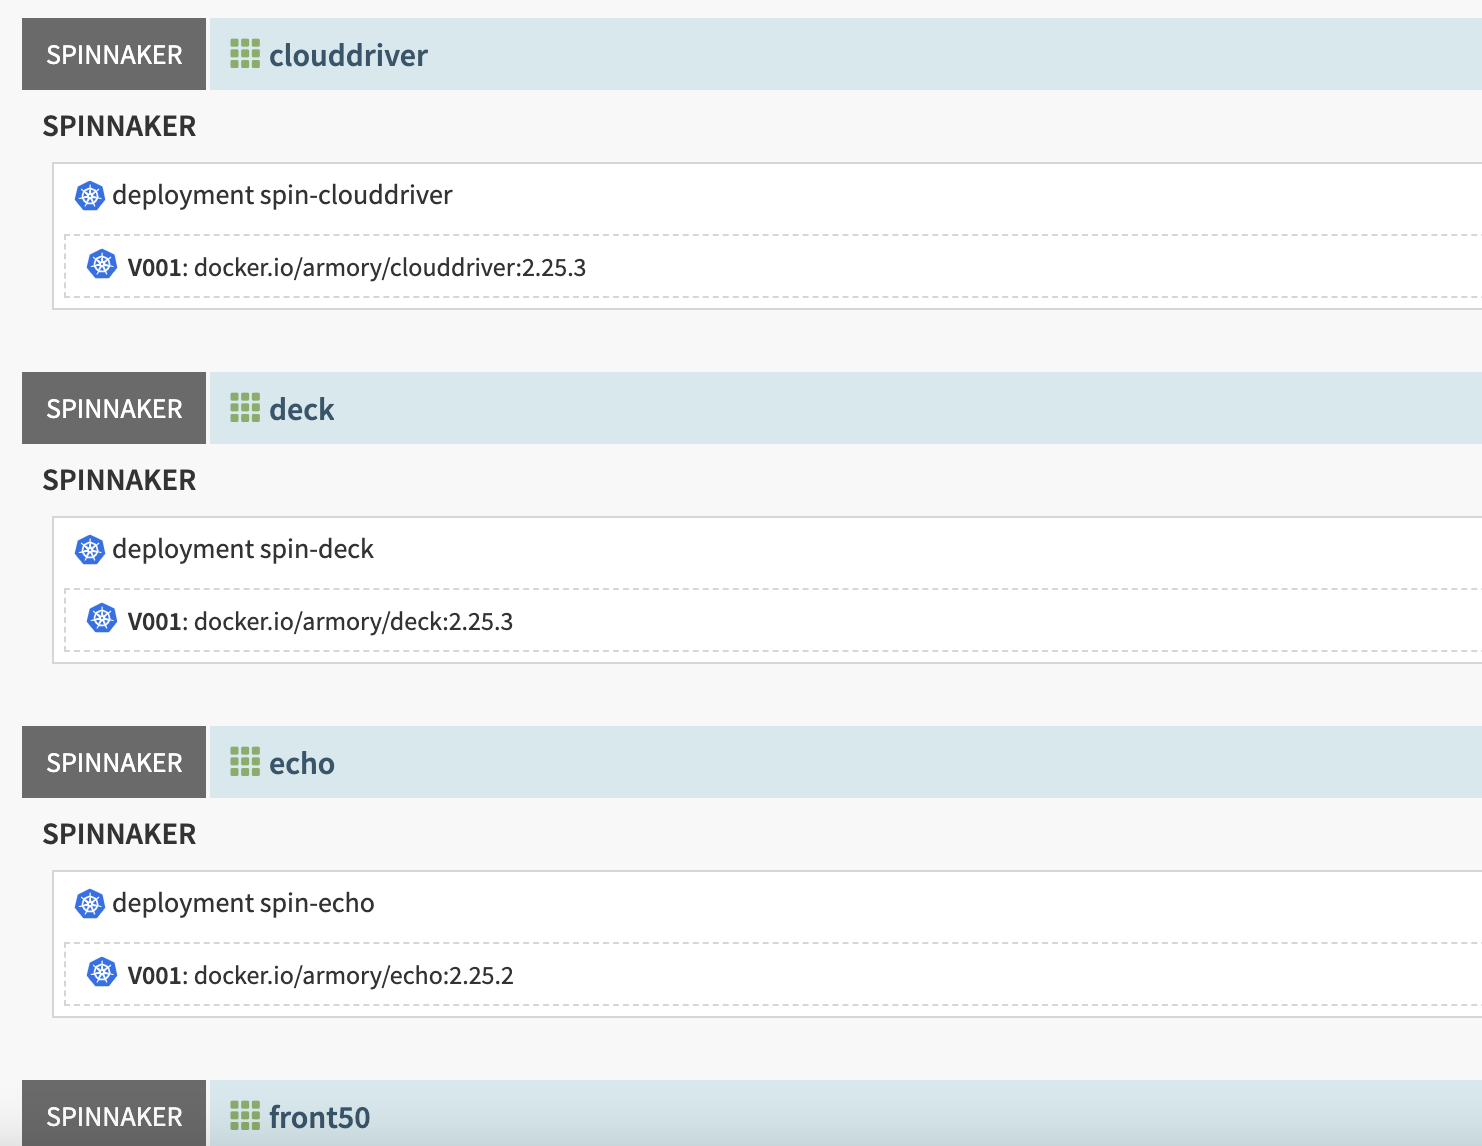 SPINNAKER clouddriver
SPINNAKER
deployment spin-clouddriver
V001: docker.io/armory/clouddriver:2.25.3
SPINNAKER deck
SPINNAKER
deployment spin-deck
V001: docker.io/armory/deck:2.25.3
SPINNAKER echo
SPINNAKER
deployment spin-echo
V001: docker.io/armory/echo:2.25.2
SPINNAKER front50